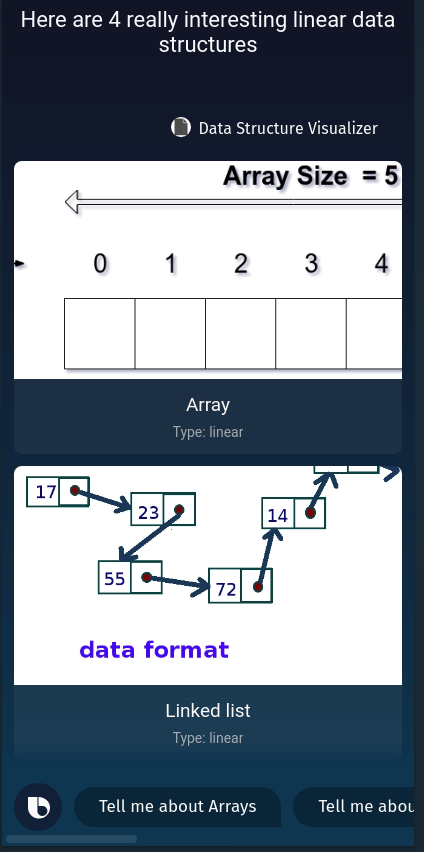 Here are 4 really interesting linear data
structures
Data Structure Visualizer
Array Size = 5
0 1 2 3 4
Array
Type: linear
17
23
14
55
72
data format
Linked list
Type: linear
Tell me about Arrays
Tell me